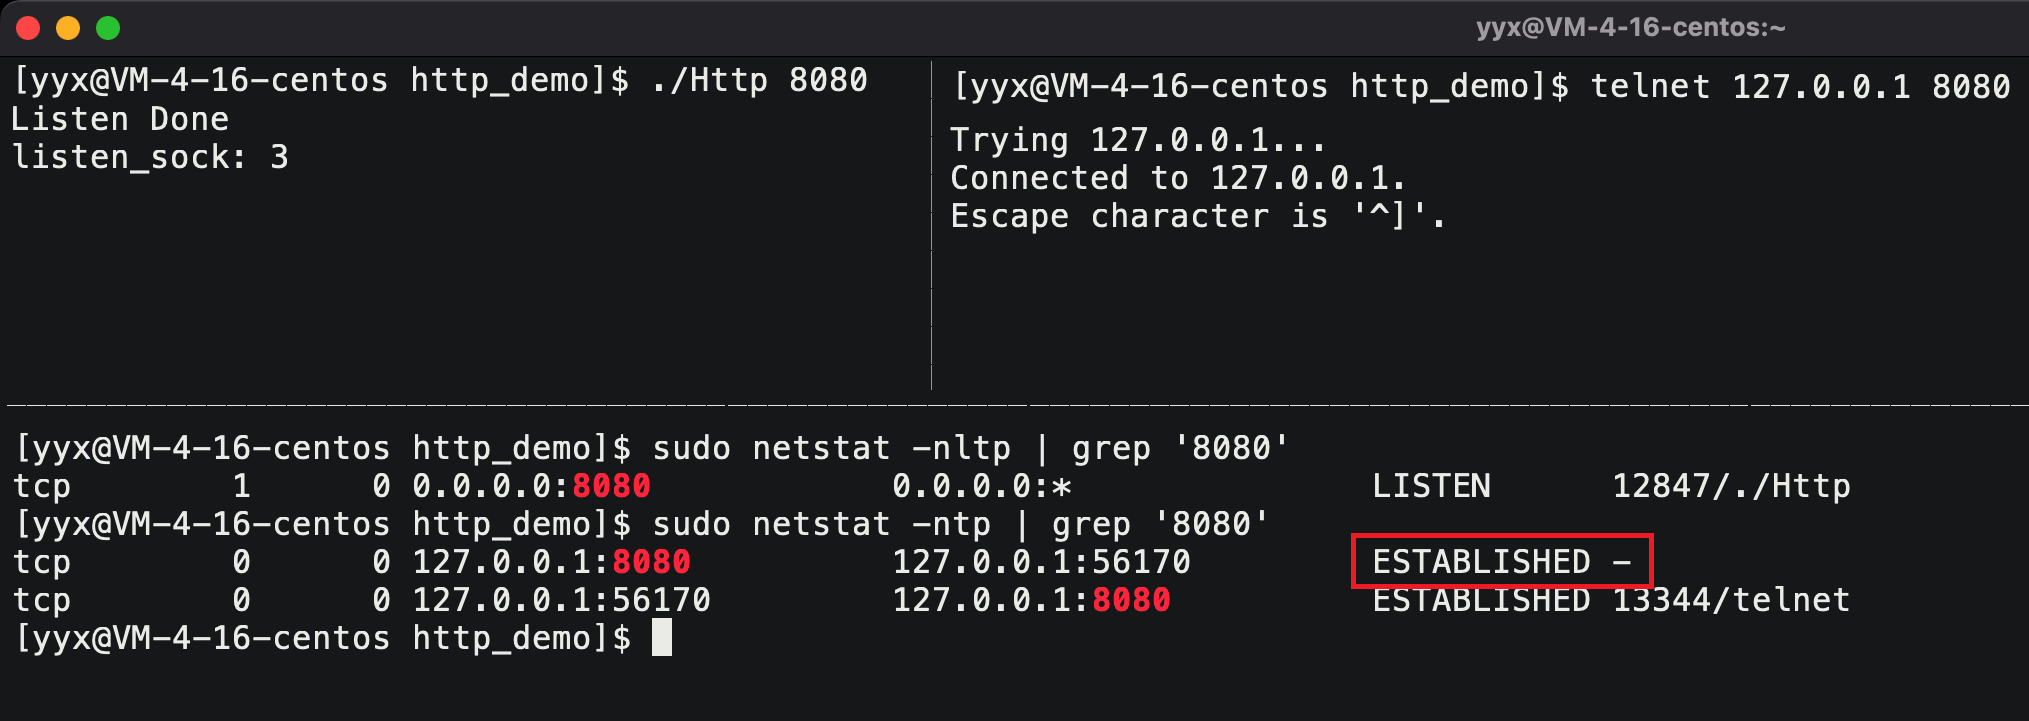 yyx@VM-4-16-centos:~
[yyx@VM-4-16-centos http_demo]$ ./Http 8080
Listen Done
listen_sock: 3
[yyx@VM-4-16-centos http_demo]$ telnet 127.0.0.1 8080
Trying 127.0.0.1...
Connected to 127.0.0.1.
Escape character is '^]'.
[yyx@VM-4-16-centos http_demo]$ sudo netstat -nltp | grep '8080'
tcp        1      0 0.0.0.0:8080            0.0.0.0:*               LISTEN      12847/./Http
[yyx@VM-4-16-centos http_demo]$ sudo netstat -ntp | grep '8080'
tcp        0      0 127.0.0.1:8080          127.0.0.1:56170         ESTABLISHED -
tcp        0      0 127.0.0.1:56170         127.0.0.1:8080          ESTABLISHED 13344/telnet
[yyx@VM-4-16-centos http_demo]$